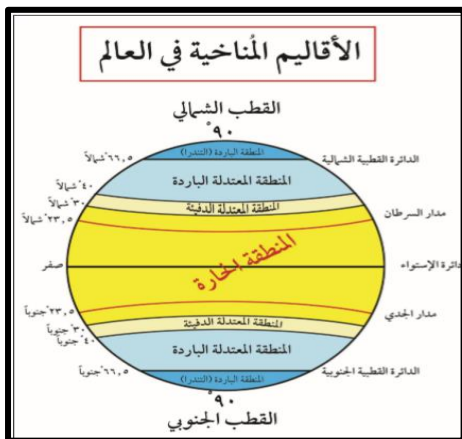 الأقاليم المُناخية في العالم
القطب الشمالي
٩٠°
المنطقة الباردة (التندرا)
٦٦,٥° شمالاً
الدائرة القطبية الشمالية
المنطقة المعتدلة الباردة
٤٠° شمالاً
٣٠° شمالاً
المنطقة المعتدلة الدفيئة
مدار السرطان
٢٣,٥° شمالاً
المنطقة الحارة
صفر
دائرة الإستواء
٢٣,٥° جنوباً
مدار الجدي
٣٠° جنوباً
المنطقة المعتدلة الدفيئة
٤٠° جنوباً
المنطقة المعتدلة الباردة
٦٦,٥° جنوباً
الدائرة القطبية الجنوبية
المنطقة الباردة (التندرا)
٩٠°
القطب الجنوبي